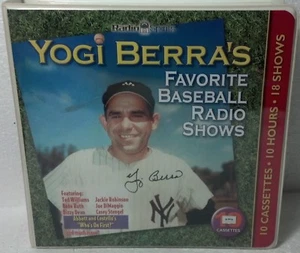 Radio Spirits
YOGI BERRA'S
FAVORITE
BASEBALL
RADIO
SHOWS
Yogi Berra
Featuring:
Ted Williams Jackie Robinson
Babe Ruth Joe DiMaggio
Dizzy Dean Casey Stengel
Abbott and Costello's
"Who's On First?"
CASSETTES
10 CASSETTES · 10 HOURS · 18 SHOWS